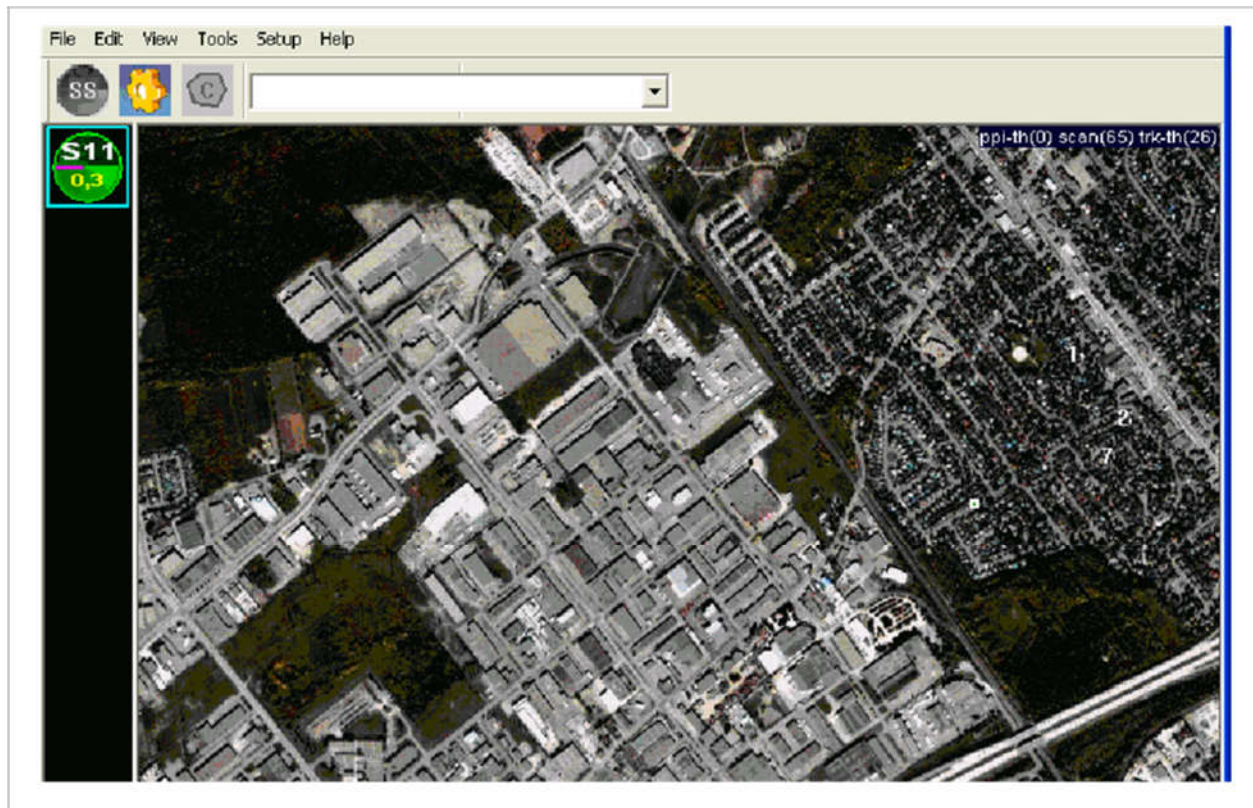 File Edit View Tools Setup Help
SS C
S11
0,3
ppi-th(0) scan(65) trk-th(26)
1
2
7